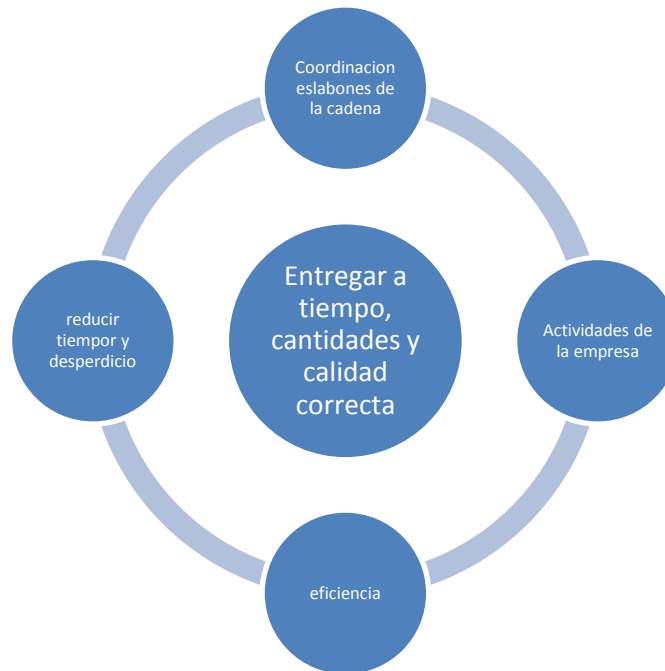 Coordinacion
eslabones de
la cadena
Entregar a
tiempo,
cantidades y
calidad
correcta
reducir
tiempor y
desperdicio
Actividades de
la empresa
eficiencia